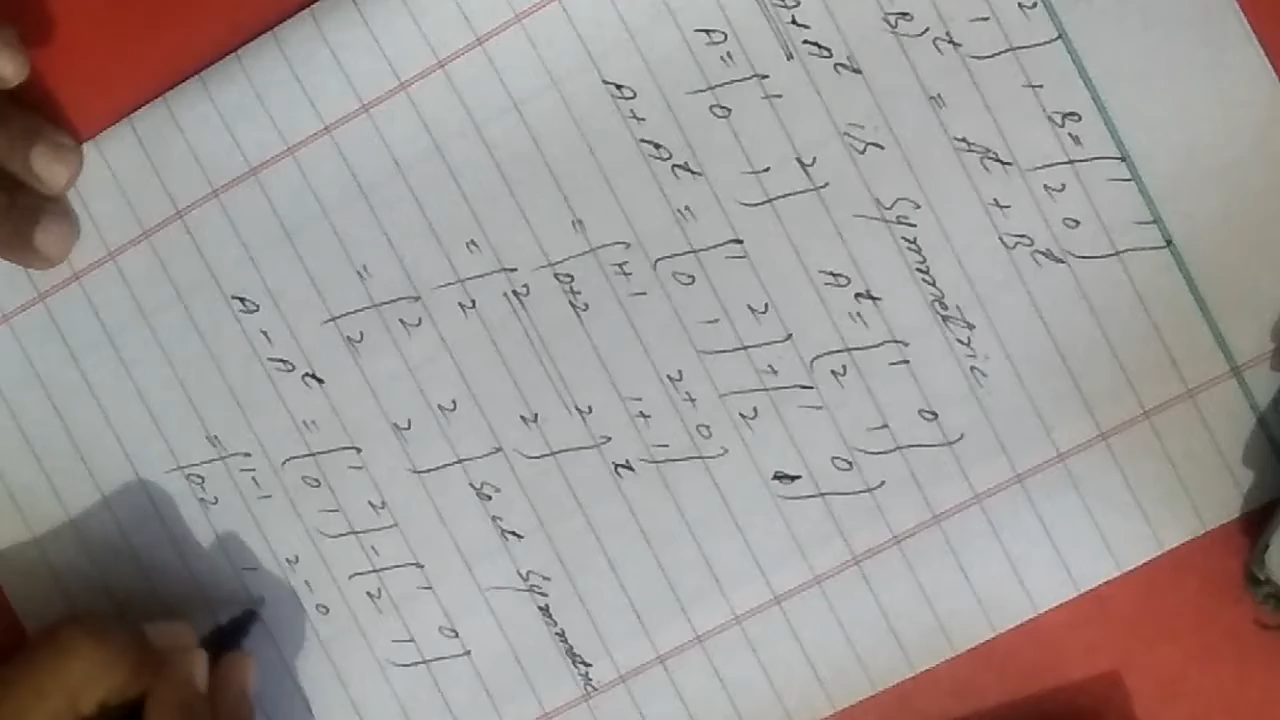 2] + B = [1 1
1] 2 0]
B)t = At + Bt
A + At is Symmetric
A = [1 2 At = [1 0
0 1] 2 1]
A + At = [1 2 + [1 0
0 1] 2 ]
= [1+1 2+0
0+2 1+1]
= [2 2
2 2] 2
= [2 2
2 2] So it Symmetric
A - At = [1 2 - [1 0
0 1] 2 1]
= [1-1 2-0
0-2 1